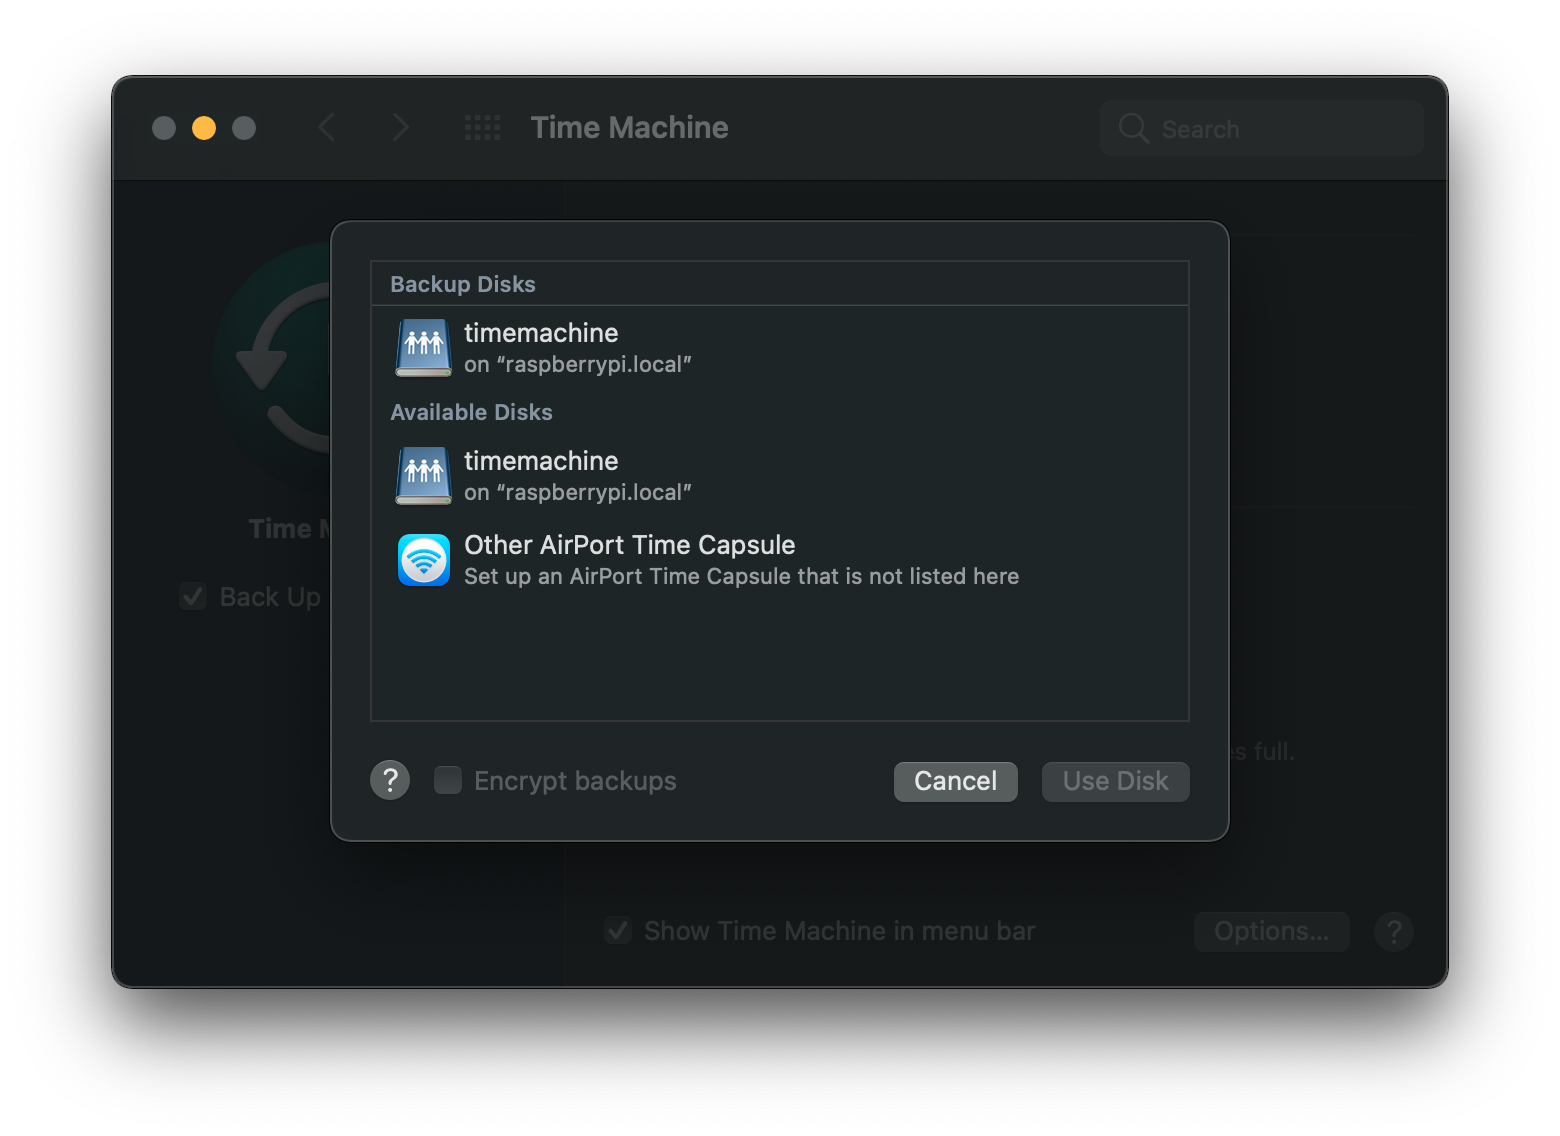 Time Machine
Search
Backup Disks
timemachine
on “raspberrypi.local”
Available Disks
timemachine
on “raspberrypi.local”
Other AirPort Time Capsule
Set up an AirPort Time Capsule that is not listed here
Time
Back Up
full.
? Encrypt backups Cancel Use Disk
Show Time Machine in menu bar Options... ?